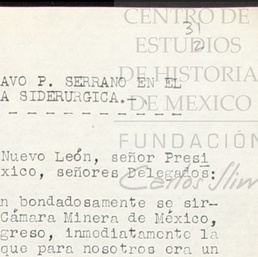 CENTRO DE
31
2
ESTUDIOS
DE HISTORIA
AVO P. SERRANO EN EL
A SIDERURGICA.-
DE MEXICO
FUNDACIÓN
Nuevo León, señor Presi
xico, señores Delegados:
Carlos Slim
n bondadosamente se sir-
Cámara Minera de México,
greso, inmediatamente la
que para nosotros era un